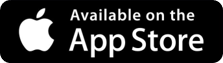 Available on the
App Store